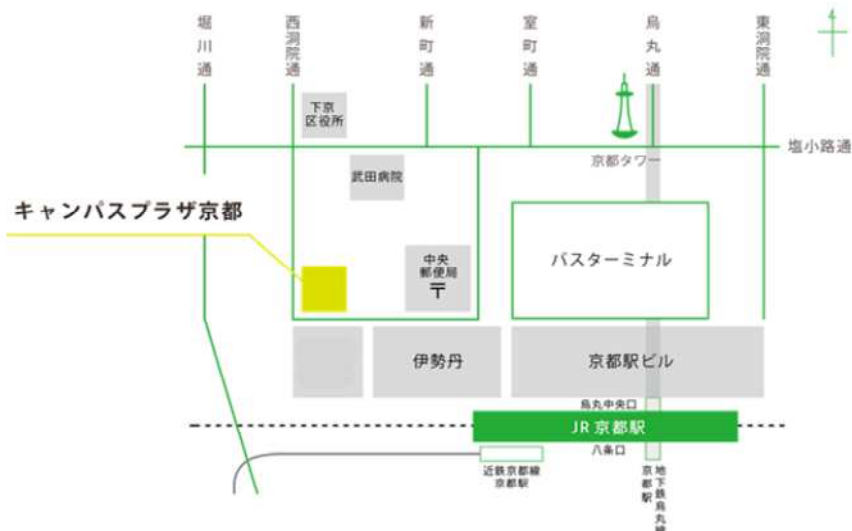 堀川通
西洞院通
新町通
室町通
烏丸通
東洞院通
下京
区役所
塩小路通
京都タワー
武田病院
キャンパスプラザ京都
中央
郵便局
〒
バスターミナル
伊勢丹
京都駅ビル
烏丸中央口
JR 京都駅
八条口
近鉄京都線
京都駅
地下鉄烏丸線
京都駅